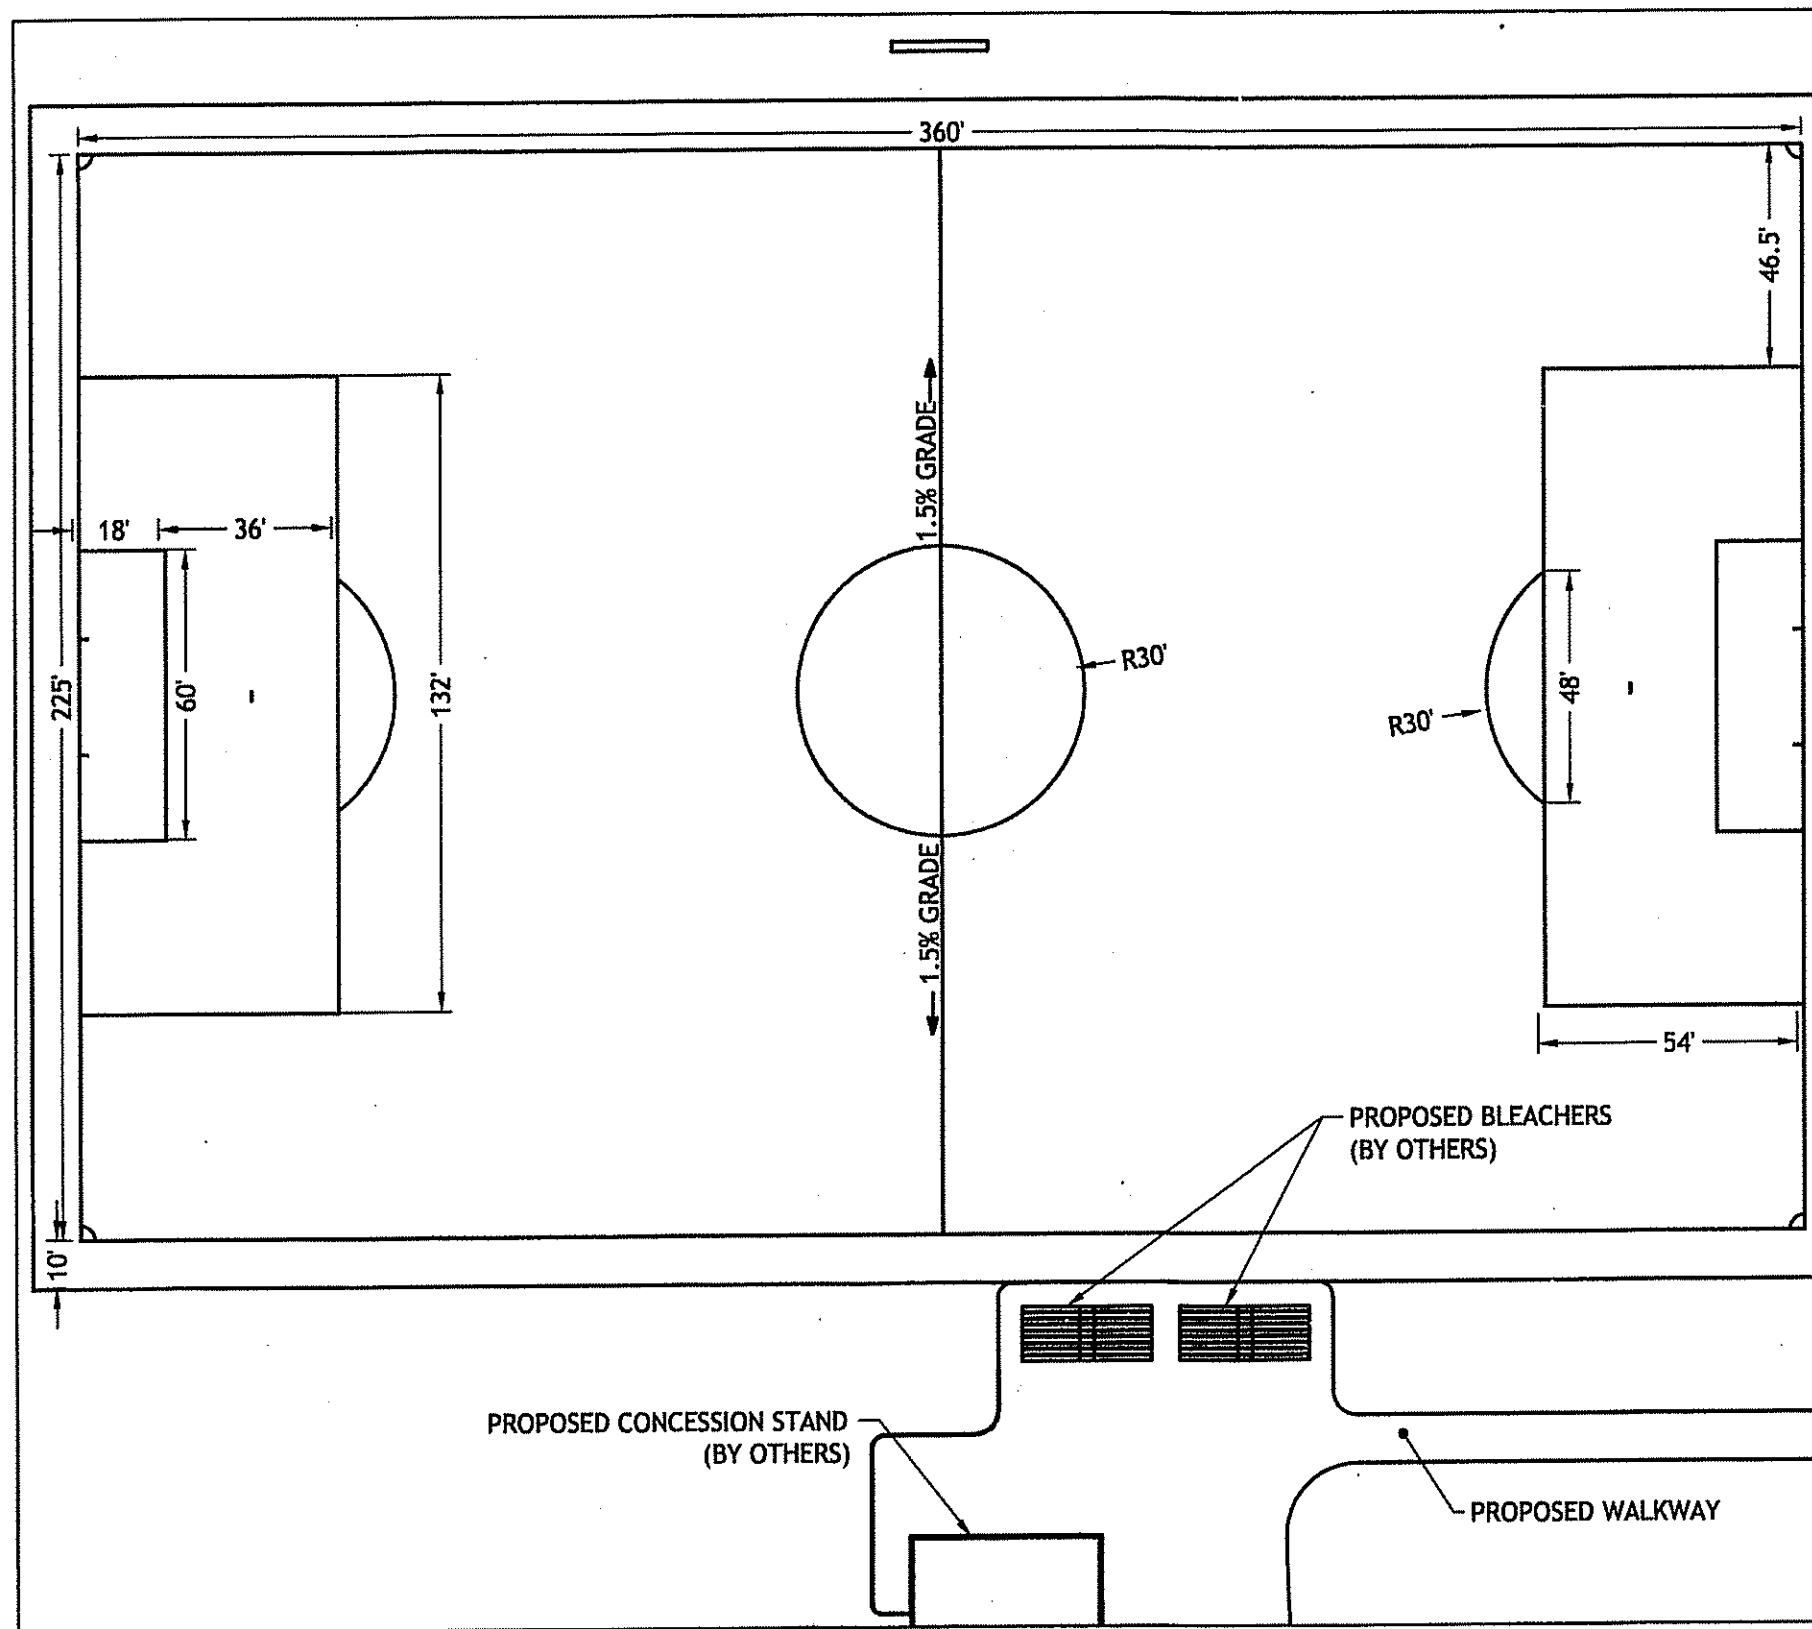 360'
46.5'
1.5% GRADE
18'
36'
225'
60'
132'
R30'
R30'
48'
1.5% GRADE
54'
PROPOSED BLEACHERS
(BY OTHERS)
10'
PROPOSED CONCESSION STAND
(BY OTHERS)
PROPOSED WALKWAY